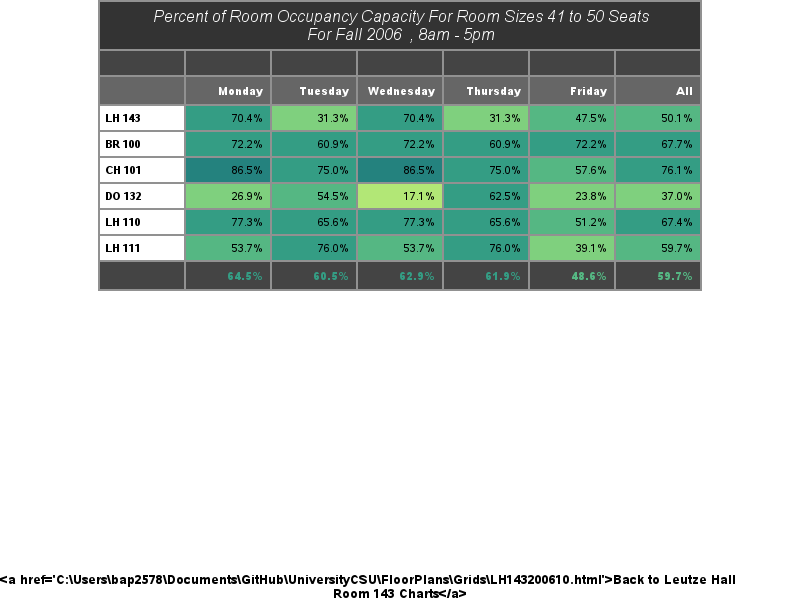 Percent of Room Occupancy Capacity For Room Sizes 41 to 50 Seats
For Fall 2006 , 8am - 5pm
Monday Tuesday Wednesday Thursday Friday All
LH 143 70.4% 31.3% 70.4% 31.3% 47.5% 50.1%
BR 100 72.2% 60.9% 72.2% 60.9% 72.2% 67.7%
CH 101 86.5% 75.0% 86.5% 75.0% 57.6% 76.1%
DO 132 26.9% 54.5% 17.1% 62.5% 23.8% 37.0%
LH 110 77.3% 65.6% 77.3% 65.6% 51.2% 67.4%
LH 111 53.7% 76.0% 53.7% 76.0% 39.1% 59.7%
64.5% 60.5% 62.9% 61.9% 48.6% 59.7%
<a href='C:\Users\bap2578\Documents\GitHub\UniversityCSU\FloorPlans\Grids\LH143200610.html'>Back to Leutze Hall
Room 143 Charts</a>